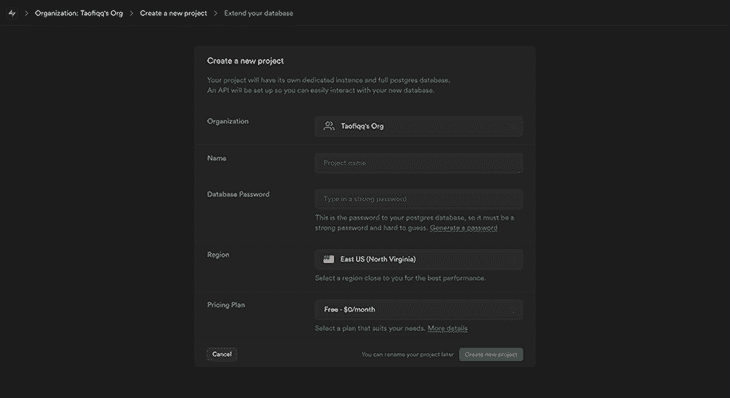 Organization: Taofiqq's Org > Create a new project > Extend your database
Create a new project
Your project will have its own dedicated instance and full postgres database.
An API will be set up so you can easily interact with your new database.
Organization
Taofiqq's Org
Name
Project name
Database Password
Type in a strong password
This is the password to your postgres database, so it must be a
strong password and hard to guess. Generate a password
Region
East US (North Virginia)
Select a region close to you for the best performance.
Pricing Plan
Free - $0/month
Select a plan that suits your needs. More details
Cancel
You can rename your project later
Create new project